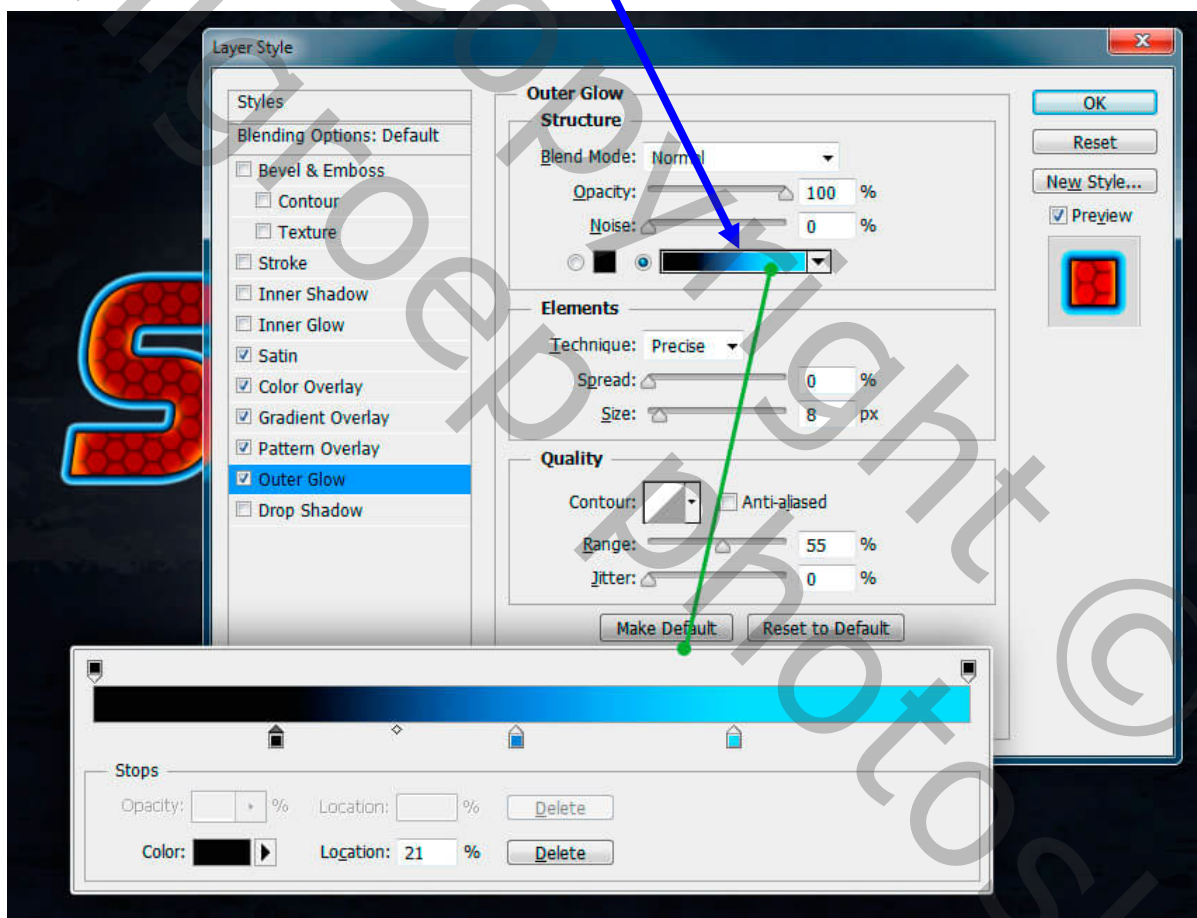 Layer Style
x
Styles
Blending Options: Default
Bevel & Emboss
Contour
Texture
Stroke
Inner Shadow
Inner Glow
Satin
Color Overlay
Gradient Overlay
Pattern Overlay
Outer Glow
Drop Shadow
Outer Glow
Structure
Blend Mode: Normal
Opacity: 100 %
Noise: 0 %
Elements
Technique: Precise
Spread: 0 %
Size: 8 px
Quality
Contour: Anti-aliased
Range: 55 %
Jitter: 0 %
Make Default Reset to Default
OK
Reset
New Style...
Preview
S
Stops
Opacity: % Location: % Delete
Color: Location: 21 % Delete
copyright ©
groep photos